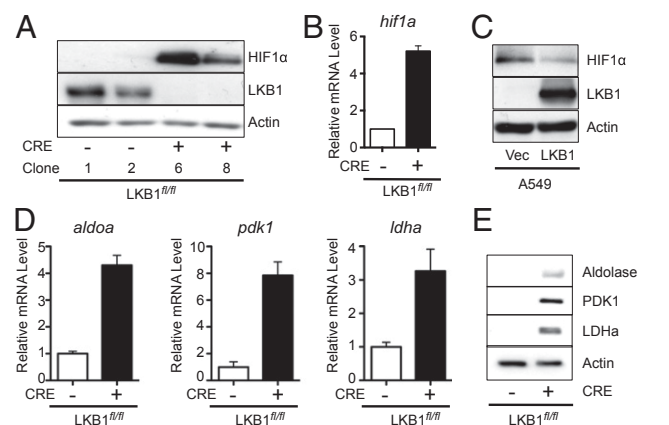 A
HIF1α
LKB1
Actin
CRE - - + +
Clone 1 2 6 8
LKB1fl/fl
B
hif1a
Relative mRNA Level
6
4
2
0
CRE - +
LKB1fl/fl
C
HIF1α
LKB1
Actin
Vec LKB1
A549
D
aldoa
Relative mRNA Level
5
4
3
2
1
0
CRE - +
LKB1fl/fl
pdk1
Relative mRNA Level
10
8
6
4
2
0
CRE - +
LKB1fl/fl
ldha
Relative mRNA Level
4
3
2
1
0
CRE - +
LKB1fl/fl
E
Aldolase
PDK1
LDHa
Actin
- + CRE
LKB1fl/fl